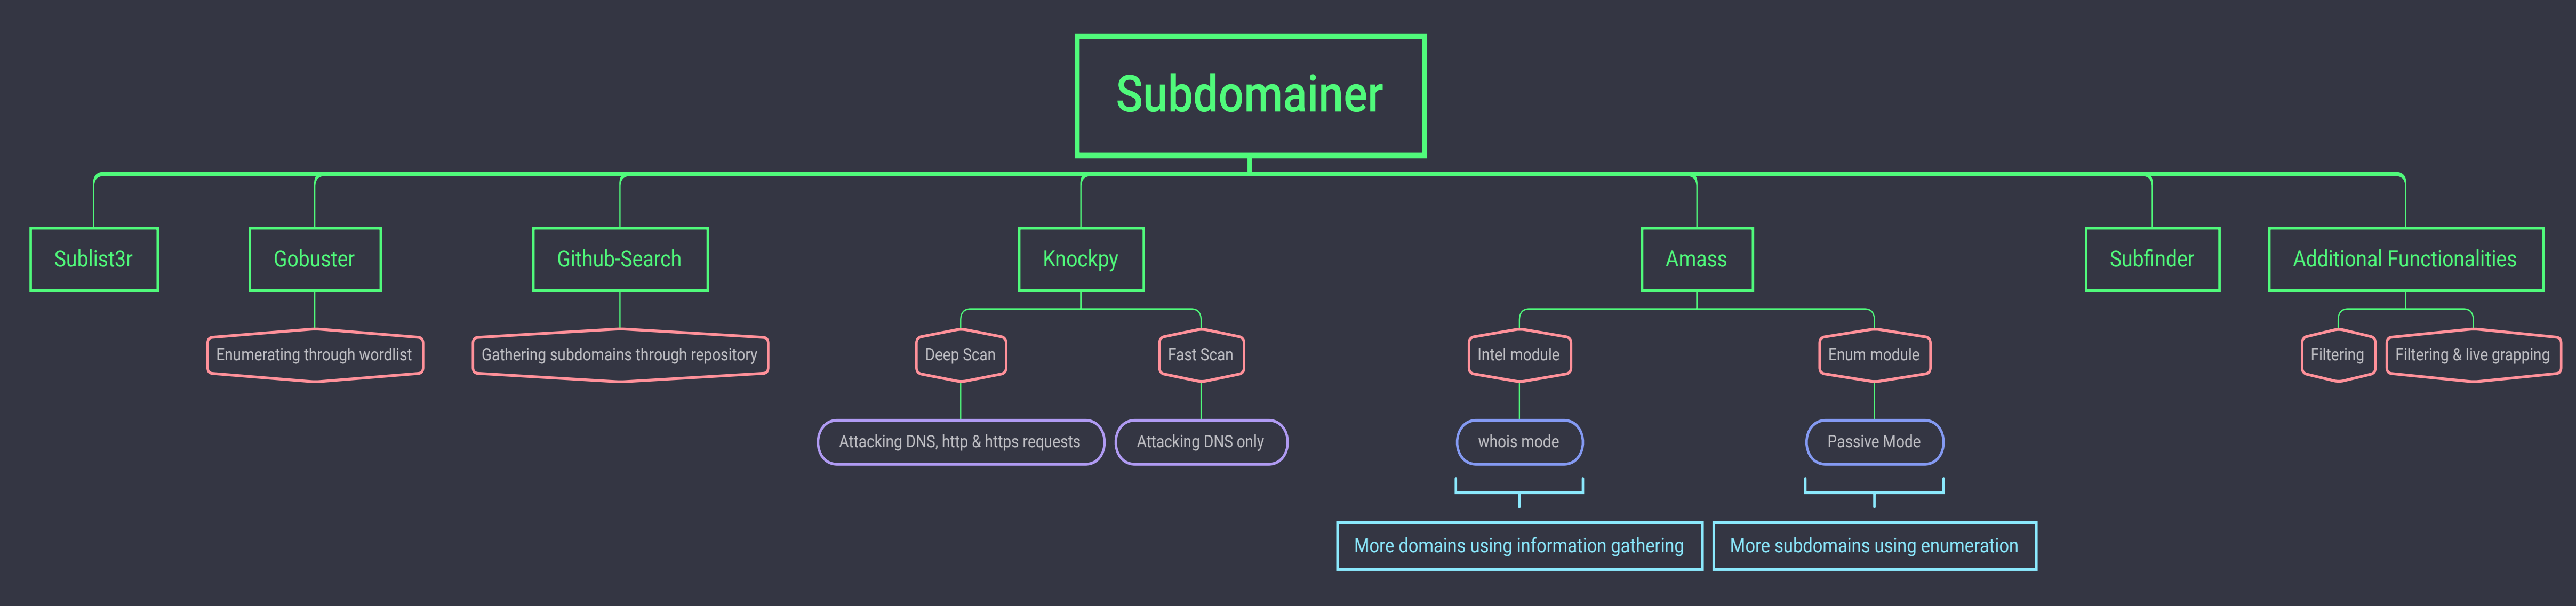 Subdomainer
Sublist3r
Gobuster
Github-Search
Knockpy
Amass
Subfinder
Additional Functionalities
Enumerating through wordlist
Gathering subdomains through repository
Deep Scan
Fast Scan
Intel module
Enum module
Filtering
Filtering & live grapping
Attacking DNS, http & https requests
Attacking DNS only
whois mode
Passive Mode
More domains using information gathering
More subdomains using enumeration